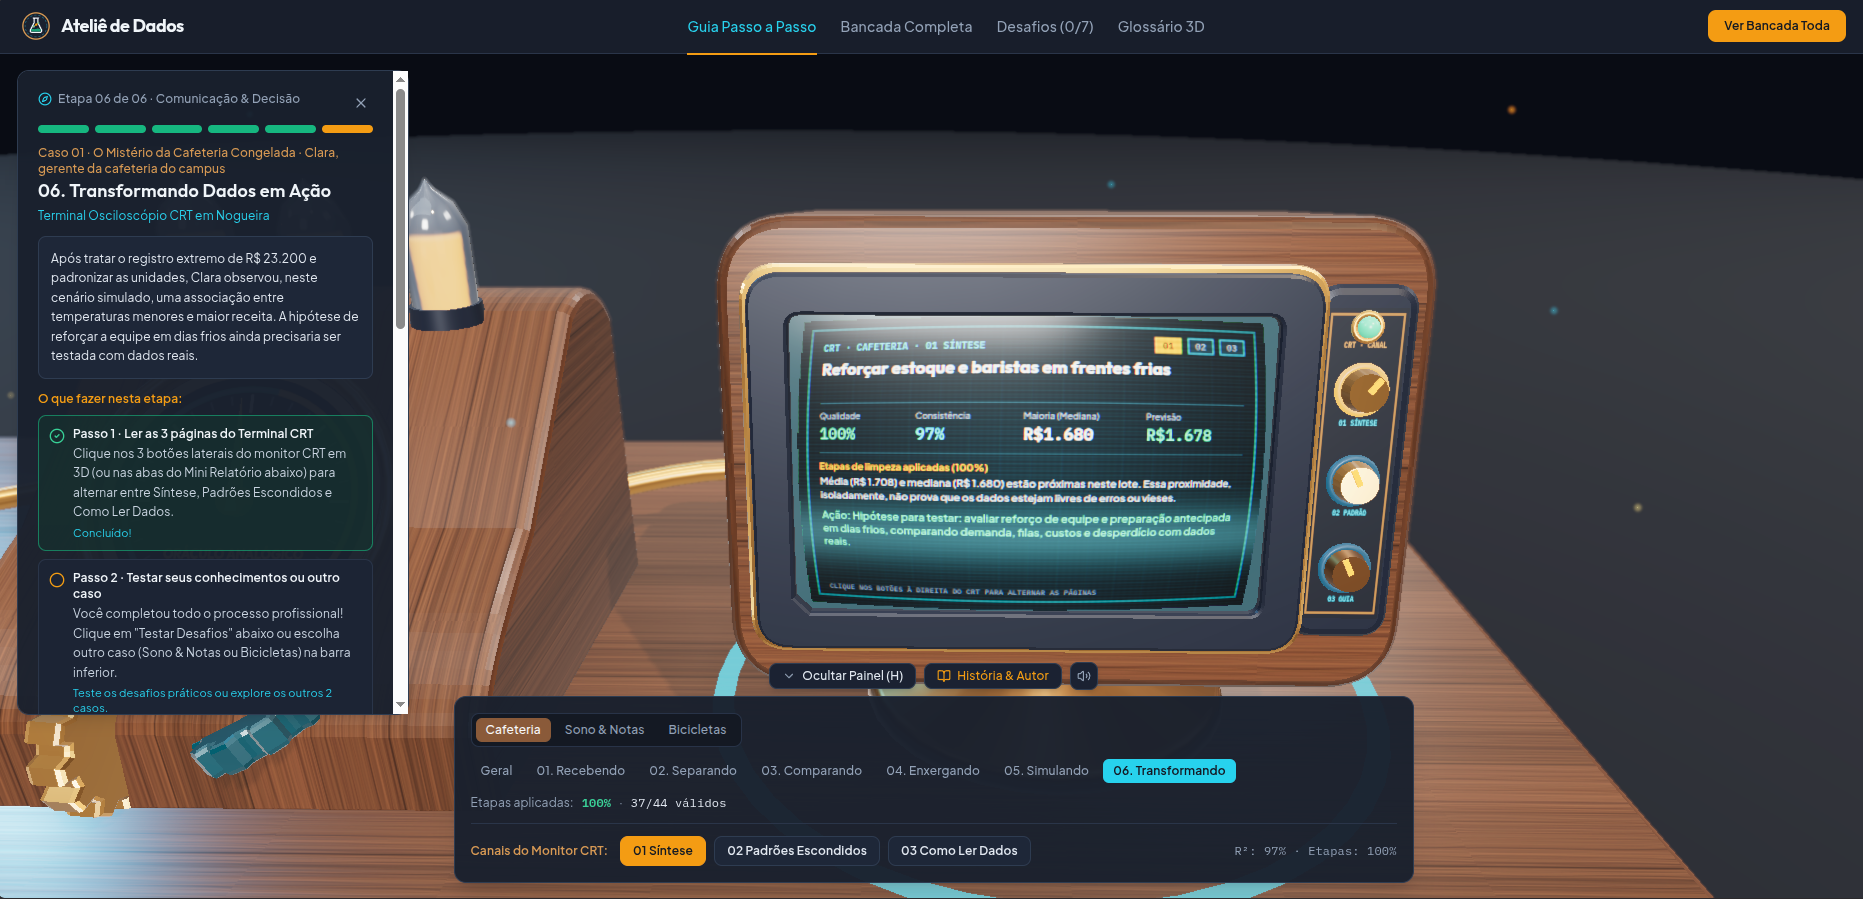 Ateliê de Dados
Guia Passo a Passo
Bancada Completa
Desafios (0/7)
Glossário 3D
Ver Bancada Toda
Etapa 06 de 06 · Comunicação & Decisão
Caso 01 · O Mistério da Cafeteria Congelada · Clara,
gerente da cafeteria do campus
06. Transformando Dados em Ação
Terminal Osciloscópio CRT em Nogueira
Após tratar o registro extremo de R$ 23.200 e
padronizar as unidades, Clara observou, neste
cenário simulado, uma associação entre
temperaturas menores e maior receita. A hipótese de
reforçar a equipe em dias frios ainda precisaria ser
testada com dados reais.
O que fazer nesta etapa:
Passo 1 · Ler as 3 páginas do Terminal CRT
Clique nos 3 botões laterais do monitor CRT em
3D (ou nas abas do Mini Relatório abaixo) para
alternar entre Síntese, Padrões Escondidos e
Como Ler Dados.
Concluído!
Passo 2 · Testar seus conhecimentos ou outro
caso
Você completou todo o processo profissional!
Clique em "Testar Desafios" abaixo ou escolha
outro caso (Sono & Notas ou Bicicletas) na barra
inferior.
Teste os desafios práticos ou explore os outros 2
casos.
CRT · CAFETERIA · 01 SÍNTESE
01 02 03
Reforçar estoque e baristas em frentes frias
Qualidade Consistência Maioria (Mediana) Previsão
100% 97% R$1.680 R$1.678
Etapas de limpeza aplicadas (100%)
Média (R$ 1.708) e mediana (R$ 1.680) estão próximas neste lote. Essa proximidade,
isoladamente, não prova que os dados estejam livres de erros ou vieses.
Ação: Hipótese para testar: avaliar reforço de equipe e preparação antecipada
em dias frios, comparando demanda, filas, custos e desperdício com dados
reais.
CLIQUE NOS BOTÕES À DIREITA DO CRT PARA ALTERNAR AS PÁGINAS
CRT · CANAL
01 SÍNTESE
02 PADRÃO
03 GUIA
Ocultar Painel (H)
História & Autor
Cafeteria
Sono & Notas
Bicicletas
Geral
01. Recebendo
02. Separando
03. Comparando
04. Enxergando
05. Simulando
06. Transformando
Etapas aplicadas: 100% · 37/44 válidos
Canais do Monitor CRT:
01 Síntese
02 Padrões Escondidos
03 Como Ler Dados
R²: 97% · Etapas: 100%